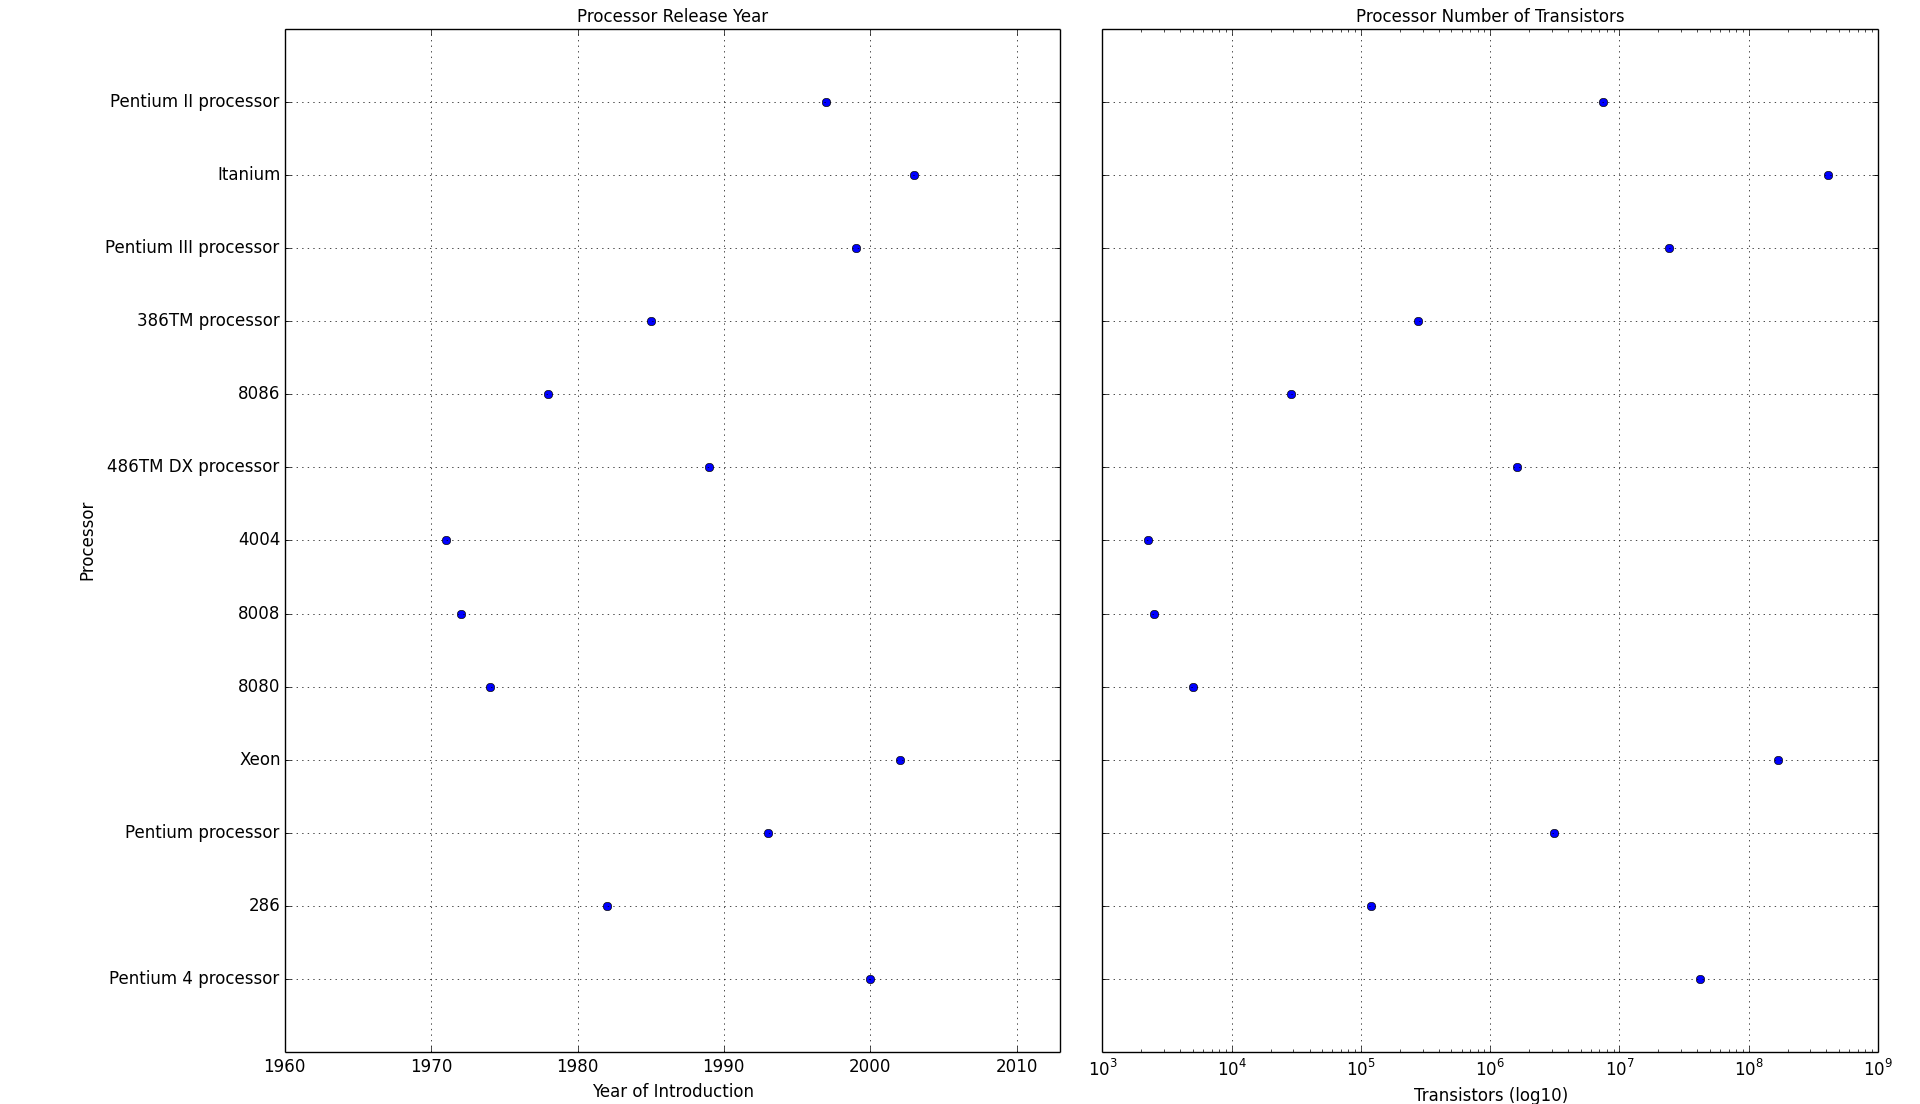 Processor Release Year
Processor Number of Transistors
Pentium II processor
Itanium
Pentium III processor
386TM processor
8086
486TM DX processor
4004
8008
8080
Xeon
Pentium processor
286
Pentium 4 processor
Processor
1960 1970 1980 1990 2000 2010
Year of Introduction
10³ 10⁴ 10⁵ 10⁶ 10⁷ 10⁸ 10⁹
Transistors (log10)